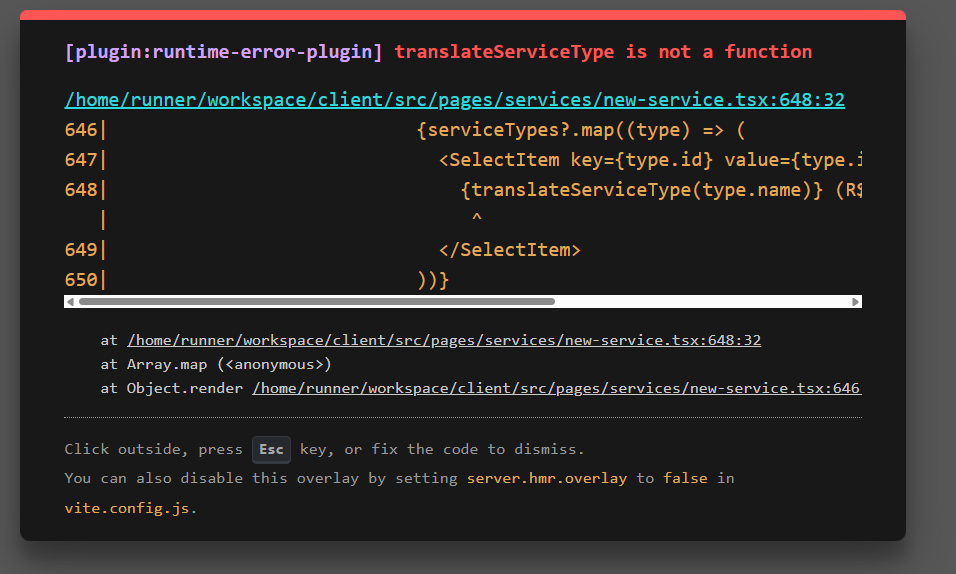 [plugin:runtime-error-plugin] translateServiceType is not a function
/home/runner/workspace/client/src/pages/services/new-service.tsx:648:32
646|                            {serviceTypes?.map((type) => (
647|                              <SelectItem key={type.id} value={type.i
648|                                {translateServiceType(type.name)} (R$
   |                                 ^
649|                              </SelectItem>
650|                            ))}
at /home/runner/workspace/client/src/pages/services/new-service.tsx:648:32
at Array.map (<anonymous>)
at Object.render /home/runner/workspace/client/src/pages/services/new-service.tsx:646
Click outside, press Esc key, or fix the code to dismiss.
You can also disable this overlay by setting server.hmr.overlay to false in
vite.config.js.